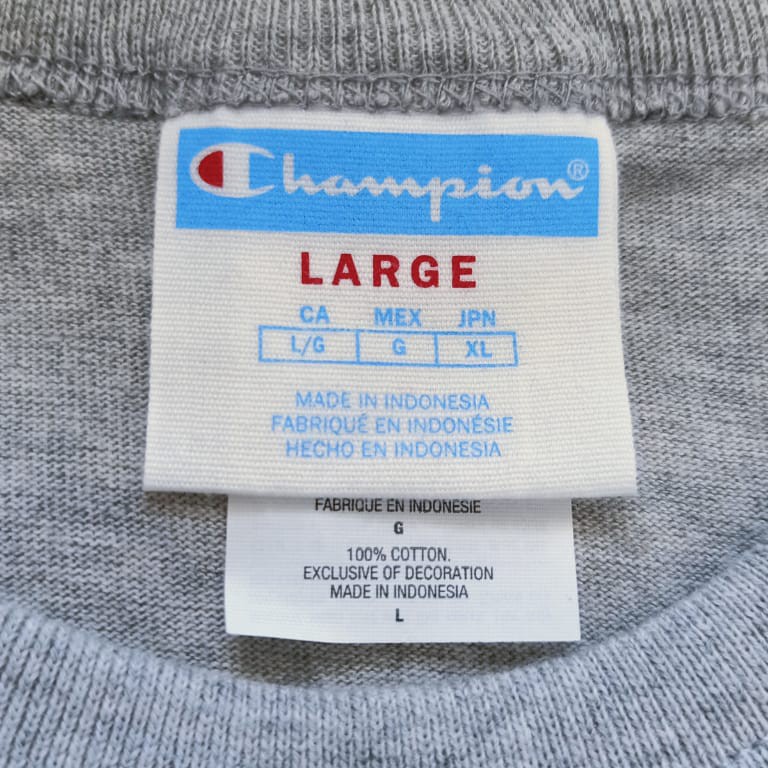 Champion®
LARGE
CA MEX JPN
L/G G XL
MADE IN INDONESIA
FABRIQUÉ EN INDONÉSIE
HECHO EN INDONESIA
FABRIQUE EN INDONESIE
G
100% COTTON.
EXCLUSIVE OF DECORATION
MADE IN INDONESIA
L